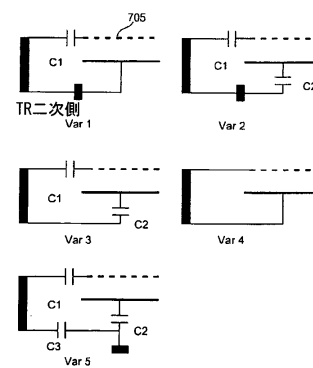 705
C1
TR二次側
Var 1
C1
C2
Var 2
C1
C2
Var 3
Var 4
C1
C2
C3
Var 5